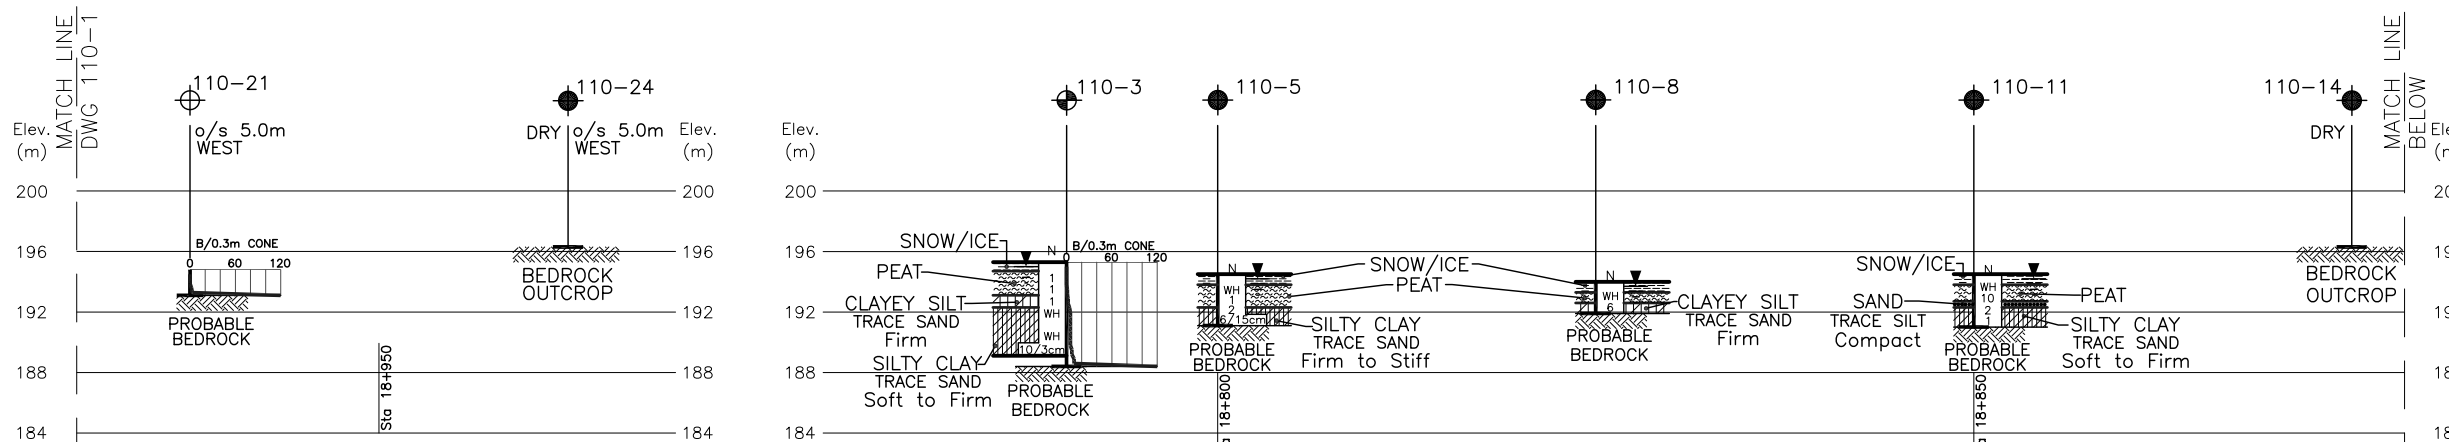 MATCH LINE
DWG 110-1
110-21
o/s 5.0m
WEST
110-24
DRY
o/s 5.0m
WEST
110-3
110-5
110-8
110-11
110-14
DRY
MATCH LINE
BELOW
Elev.
(m)
Elev.
(m)
Elev.
(m)
200
200
200
196
196
196
192
192
192
188
188
188
184
184
184
B/0.3m CONE
0 60 120
PROBABLE
BEDROCK
BEDROCK
OUTCROP
Sta 18+950
SNOW/ICE
PEAT
CLAYEY SILT
TRACE SAND
Firm
SILTY CLAY
TRACE SAND
Soft to Firm
N
1
1
1
WH
WH
10/3cm
B/0.3m CONE
0 60 120
PROBABLE
BEDROCK
N
WH
1
2
6/15cm
PROBABLE
BEDROCK
SNOW/ICE
PEAT
SILTY CLAY
TRACE SAND
Firm to Stiff
18+800
N
WH
6
PROBABLE
BEDROCK
CLAYEY SILT
TRACE SAND
Firm
SNOW/ICE
SAND
TRACE SILT
Compact
N
WH
10
2
1
PEAT
SILTY CLAY
TRACE SAND
Soft to Firm
PROBABLE
BEDROCK
18+850
BEDROCK
OUTCROP